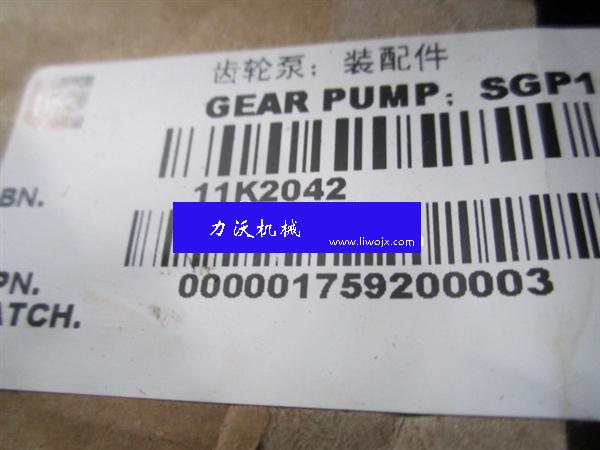 齿轮泵；装配件
GEAR PUMP；SGP1
BN. 11K2042
力沃机械
www.liwojx.com
PN. 000001759200003
ATCH.